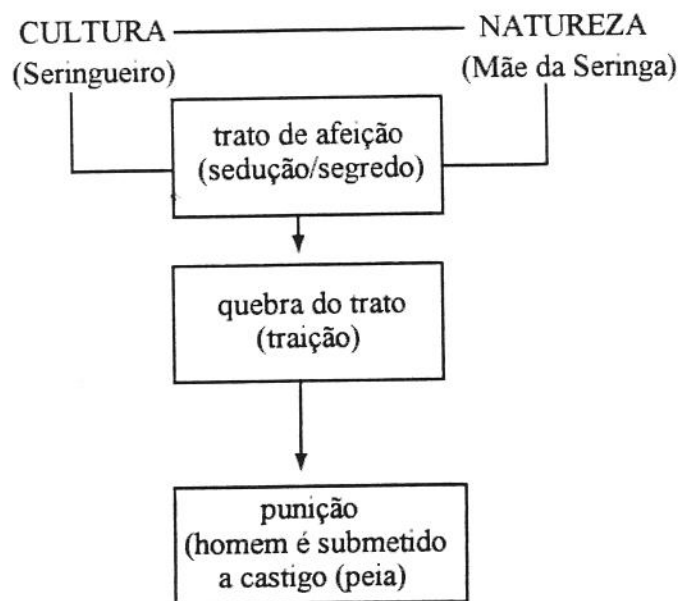 CULTURA NATUREZA
(Seringueiro) (Mãe da Seringa)
trato de afeição
(sedução/segredo)
quebra do trato
(traição)
punição
(homem é submetido
a castigo (peia)